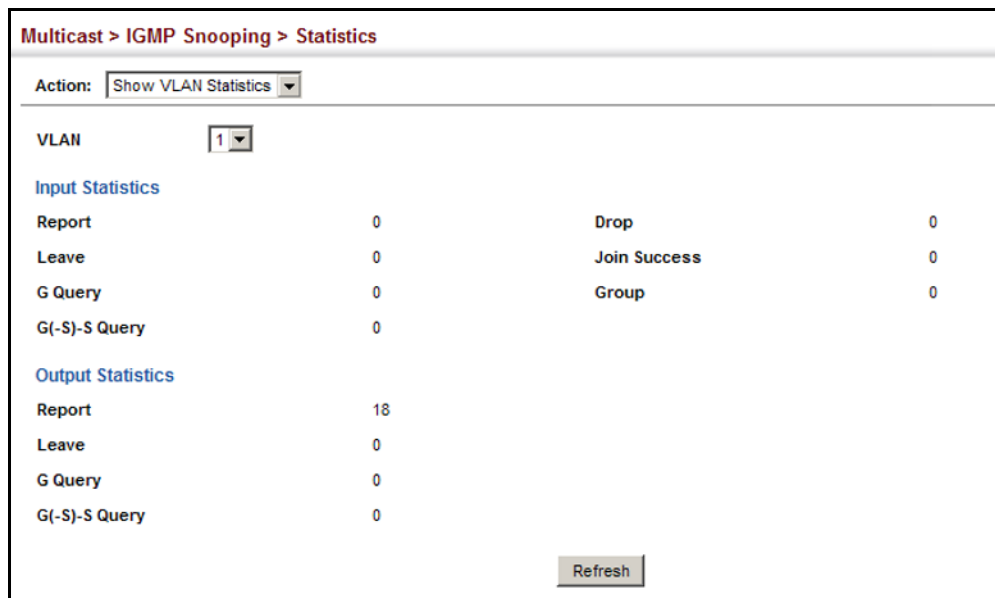 Multicast > IGMP Snooping > Statistics
Action: Show VLAN Statistics
VLAN 1
Input Statistics
Report 0 Drop 0
Leave 0 Join Success 0
G Query 0 Group 0
G(-S)-S Query 0
Output Statistics
Report 18
Leave 0
G Query 0
G(-S)-S Query 0
Refresh